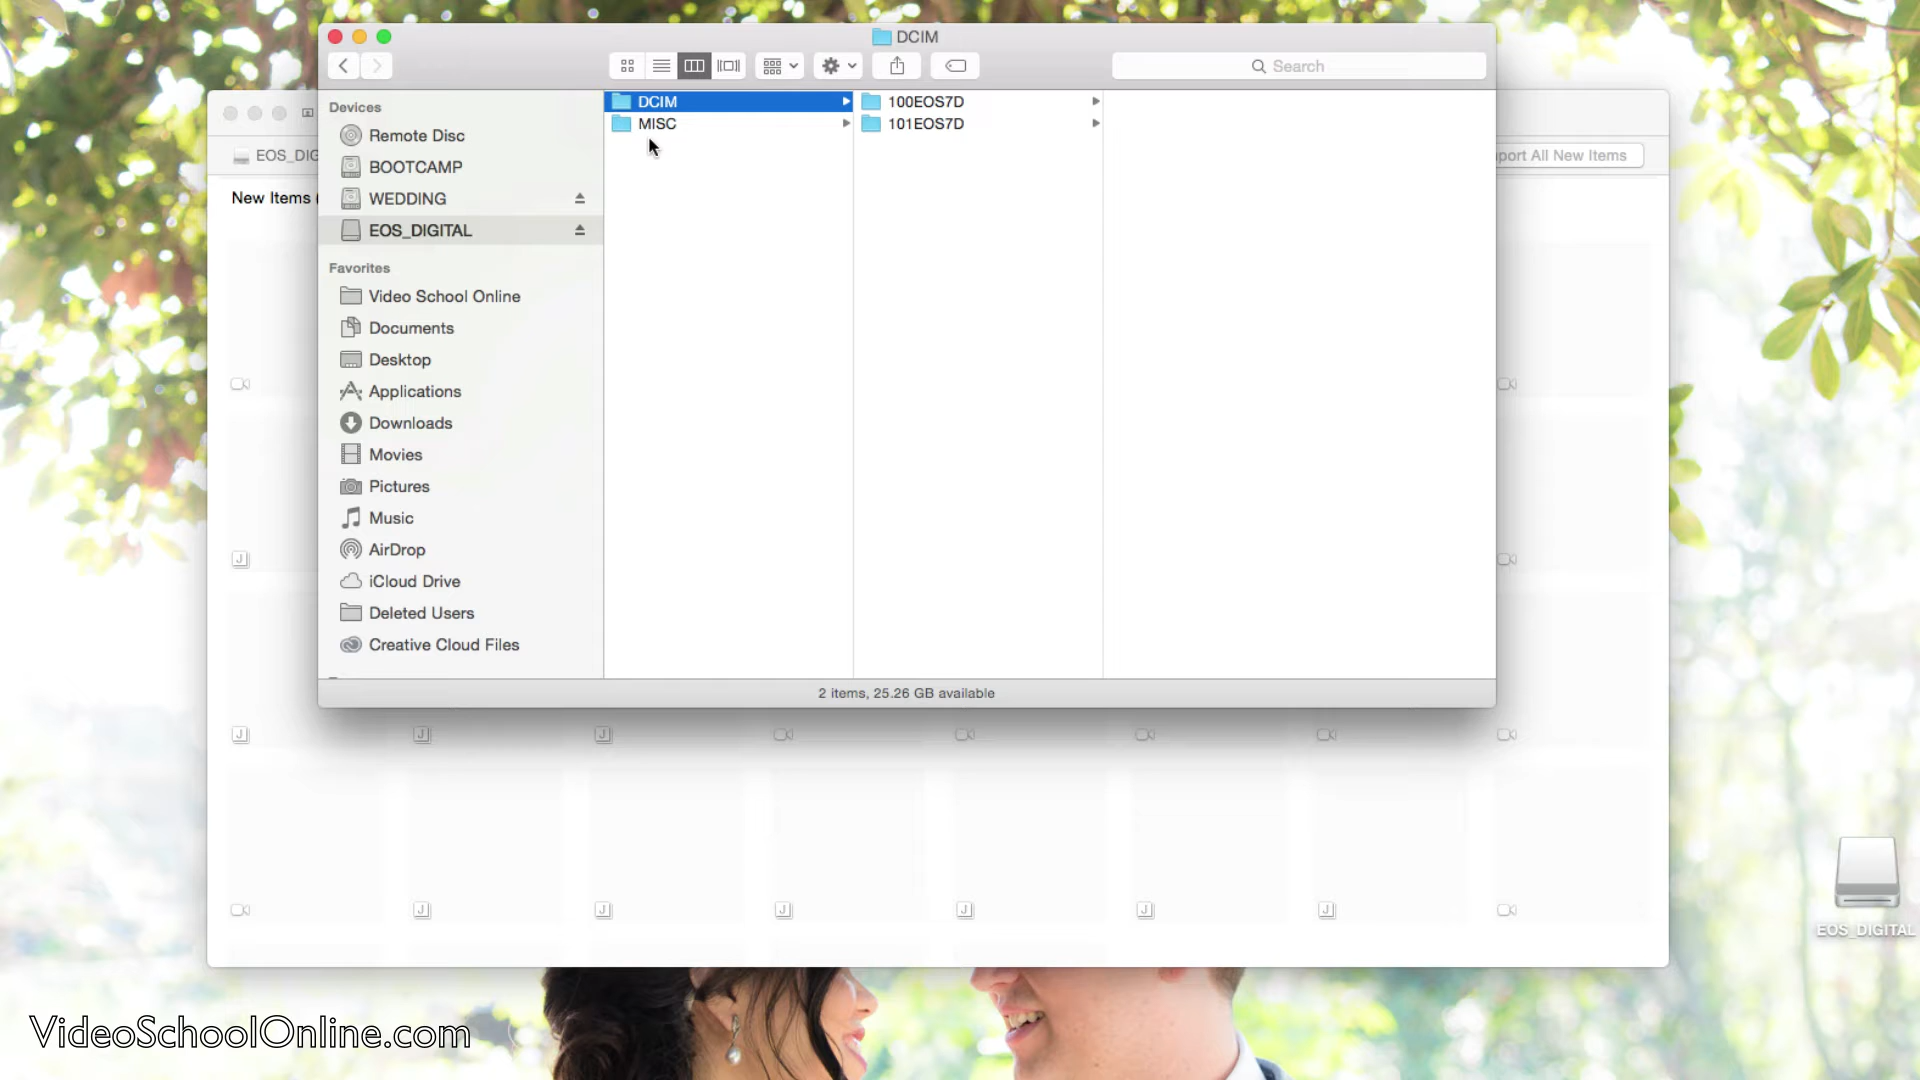 DCIM
Search
Devices
Remote Disc
BOOTCAMP
WEDDING
EOS_DIGITAL
Favorites
Video School Online
Documents
Desktop
Applications
Downloads
Movies
Pictures
Music
AirDrop
iCloud Drive
Deleted Users
Creative Cloud Files
DCIM
MISC
100EOS7D
101EOS7D
2 items, 25.26 GB available
EOS_DIG
port All New Items
New Items (
EOS_DIGITAL
VideoSchoolOnline.com